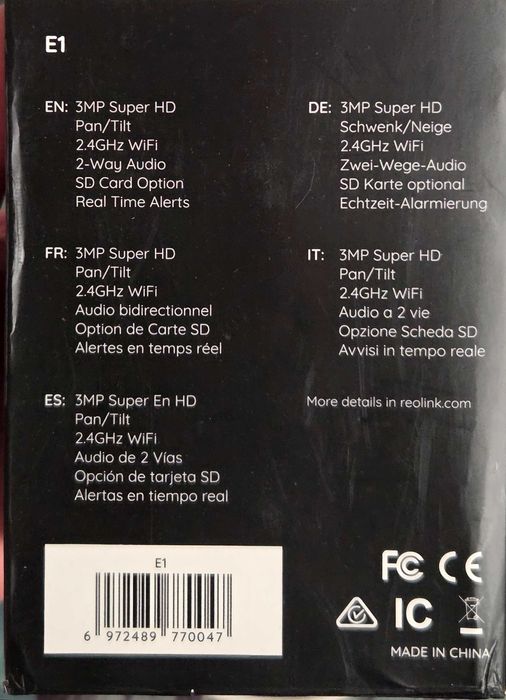 E1
EN: 3MP Super HD
Pan/Tilt
2.4GHz WiFi
2-Way Audio
SD Card Option
Real Time Alerts
DE: 3MP Super HD
Schwenk/Neige
2.4GHz WiFi
Zwei-Wege-Audio
SD Karte optional
Echtzeit-Alarmierung
FR: 3MP Super HD
Pan/Tilt
2.4GHz WiFi
Audio bidirectionnel
Option de Carte SD
Alertes en temps réel
IT: 3MP Super HD
Pan/Tilt
2.4GHz WiFi
Audio a 2 vie
Opzione Scheda SD
Avvisi in tempo reale
ES: 3MP Super En HD
Pan/Tilt
2.4GHz WiFi
Audio de 2 Vías
Opción de tarjeta SD
Alertas en tiempo real
More details in reolink.com
E1
6 972489 770047
FC CE
IC
MADE IN CHINA